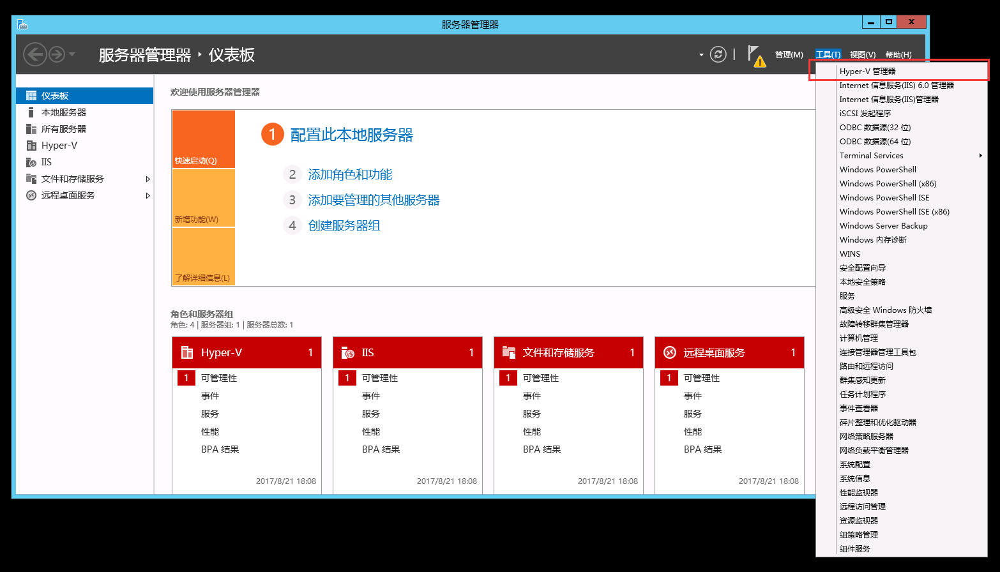 服务器管理器
服务器管理器 · 仪表板
管理(M) 工具(T) 视图(V) 帮助(H)
仪表板
本地服务器
所有服务器
Hyper-V
IIS
文件和存储服务
远程桌面服务
欢迎使用服务器管理器
快速启动(Q)
新增功能(W)
了解详细信息(L)
1 配置此本地服务器
2 添加角色和功能
3 添加要管理的其他服务器
4 创建服务器组
角色和服务器组
角色: 4 | 服务器组: 1 | 服务器总数: 1
Hyper-V 1
1 可管理性
事件
服务
性能
BPA 结果
2017/8/21 18:08
IIS 1
1 可管理性
事件
服务
性能
BPA 结果
2017/8/21 18:08
文件和存储服务 1
1 可管理性
事件
服务
性能
BPA 结果
2017/8/21 18:08
远程桌面服务 1
1 可管理性
事件
服务
性能
BPA 结果
2017/8/21 18:08
Hyper-V 管理器
Internet 信息服务(IIS) 6.0 管理器
Internet 信息服务(IIS)管理器
iSCSI 发起程序
ODBC 数据源(32 位)
ODBC 数据源(64 位)
Terminal Services
Windows PowerShell
Windows PowerShell (x86)
Windows PowerShell ISE
Windows PowerShell ISE (x86)
Windows Server Backup
Windows 内存诊断
WINS
安全配置向导
本地安全策略
服务
高级安全 Windows 防火墙
故障转移群集管理器
计算机管理
连接管理器管理工具包
路由和远程访问
群集感知更新
任务计划程序
事件查看器
碎片整理和优化驱动器
网络策略服务器
网络负载平衡管理器
系统配置
系统信息
性能监视器
远程访问管理
资源监视器
组策略管理
组件服务